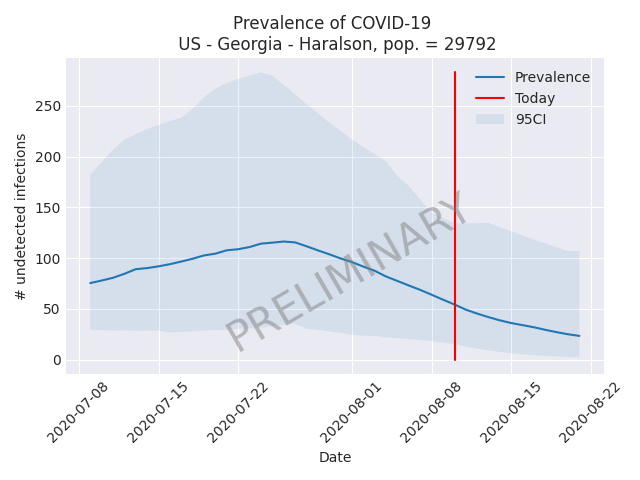 Prevalence of COVID-19
US - Georgia - Haralson, pop. = 29792
Prevalence
Today
95CI
PRELIMINARY
# undetected infections
250
200
150
100
50
0
2020-07-08
2020-07-15
2020-07-22
2020-08-01
2020-08-08
2020-08-15
2020-08-22
Date